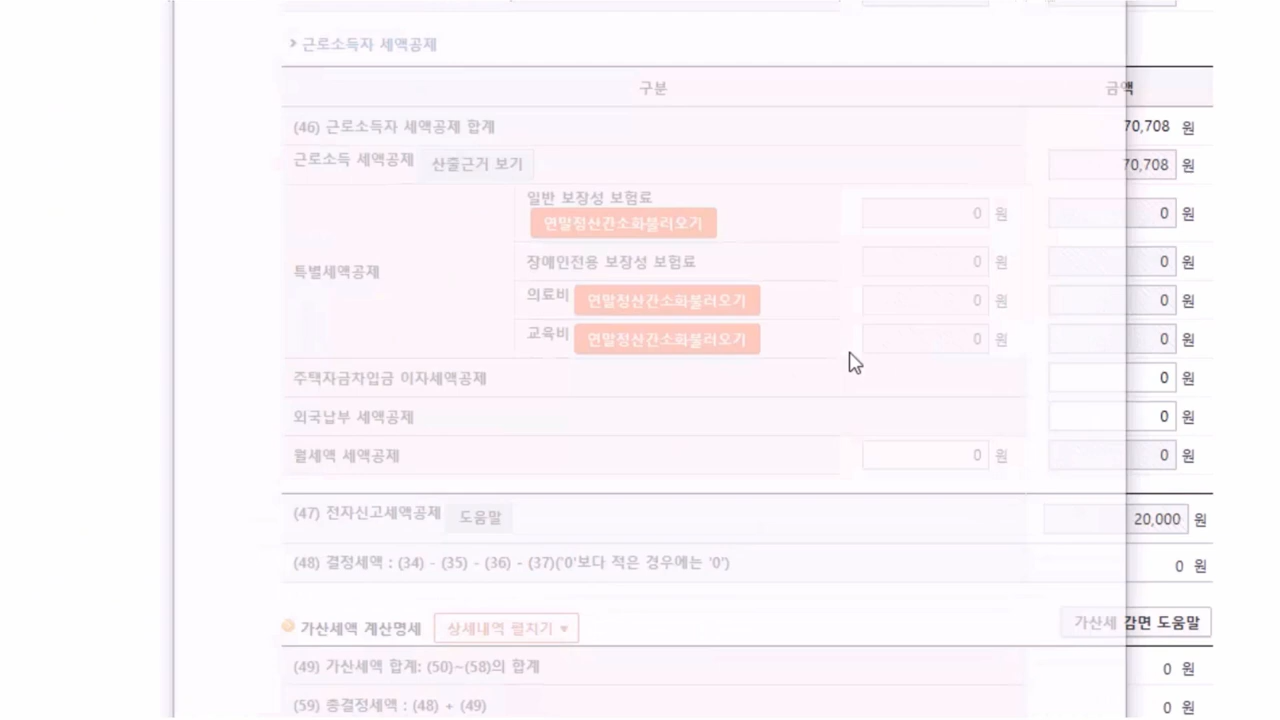 근로소득자 세액공제
구분 금액
(46) 근로소득자 세액공제 합계 70,708 원
근로소득 세액공제 산출근거 보기 70,708 원
특별세액공제
일반 보장성 보험료
연말정산간소화불러오기 0 원 0 원
장애인전용 보장성 보험료 0 원 0 원
의료비 연말정산간소화불러오기 0 원 0 원
교육비 연말정산간소화불러오기 0 원 0 원
주택자금차입금 이자세액공제 0 원
외국납부 세액공제 0 원
월세액 세액공제 0 원 0 원
(47) 전자신고세액공제 도움말 20,000 원
(48) 결정세액 : (34) - (35) - (36) - (37)('0'보다 적은 경우에는 '0') 0 원
가산세액 계산명세 상세내역 펼치기 ▼ 가산세 감면 도움말
(49) 가산세액 합계: (50)~(58)의 합계 0 원
(59) 총결정세액 : (48) + (49) 0 원